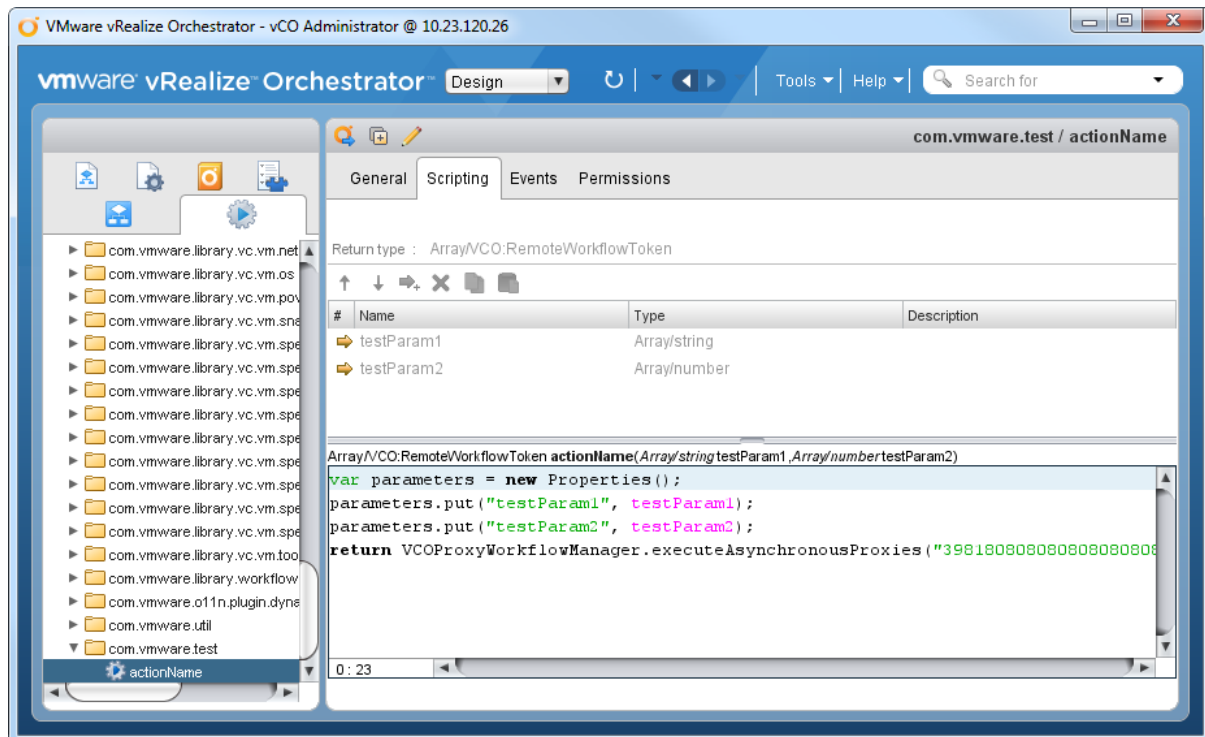 VMware vRealize Orchestrator - vCO Administrator @ 10.23.120.26
vmware vRealize™ Orchestrator™ Design Tools Help Search for
com.vmware.test / actionName
General Scripting Events Permissions
Return type : Array/VCO:RemoteWorkflowToken
# Name Type Description
testParam1 Array/string
testParam2 Array/number
Array/VCO:RemoteWorkflowToken actionName(Array/string testParam1 ,Array/number testParam2)
var parameters = new Properties();
parameters.put("testParam1", testParam1);
parameters.put("testParam2", testParam2);
return VCOProxyWorkflowManager.executeAsynchronousProxies("398180808080808080808
0 : 23
com.vmware.library.vc.vm.net
com.vmware.library.vc.vm.os
com.vmware.library.vc.vm.pov
com.vmware.library.vc.vm.sna
com.vmware.library.vc.vm.spe
com.vmware.library.vc.vm.spe
com.vmware.library.vc.vm.spe
com.vmware.library.vc.vm.spe
com.vmware.library.vc.vm.spe
com.vmware.library.vc.vm.spe
com.vmware.library.vc.vm.spe
com.vmware.library.vc.vm.spe
com.vmware.library.vc.vm.spe
com.vmware.library.vc.vm.too
com.vmware.library.workflow
com.vmware.o11n.plugin.dyna
com.vmware.util
com.vmware.test
actionName